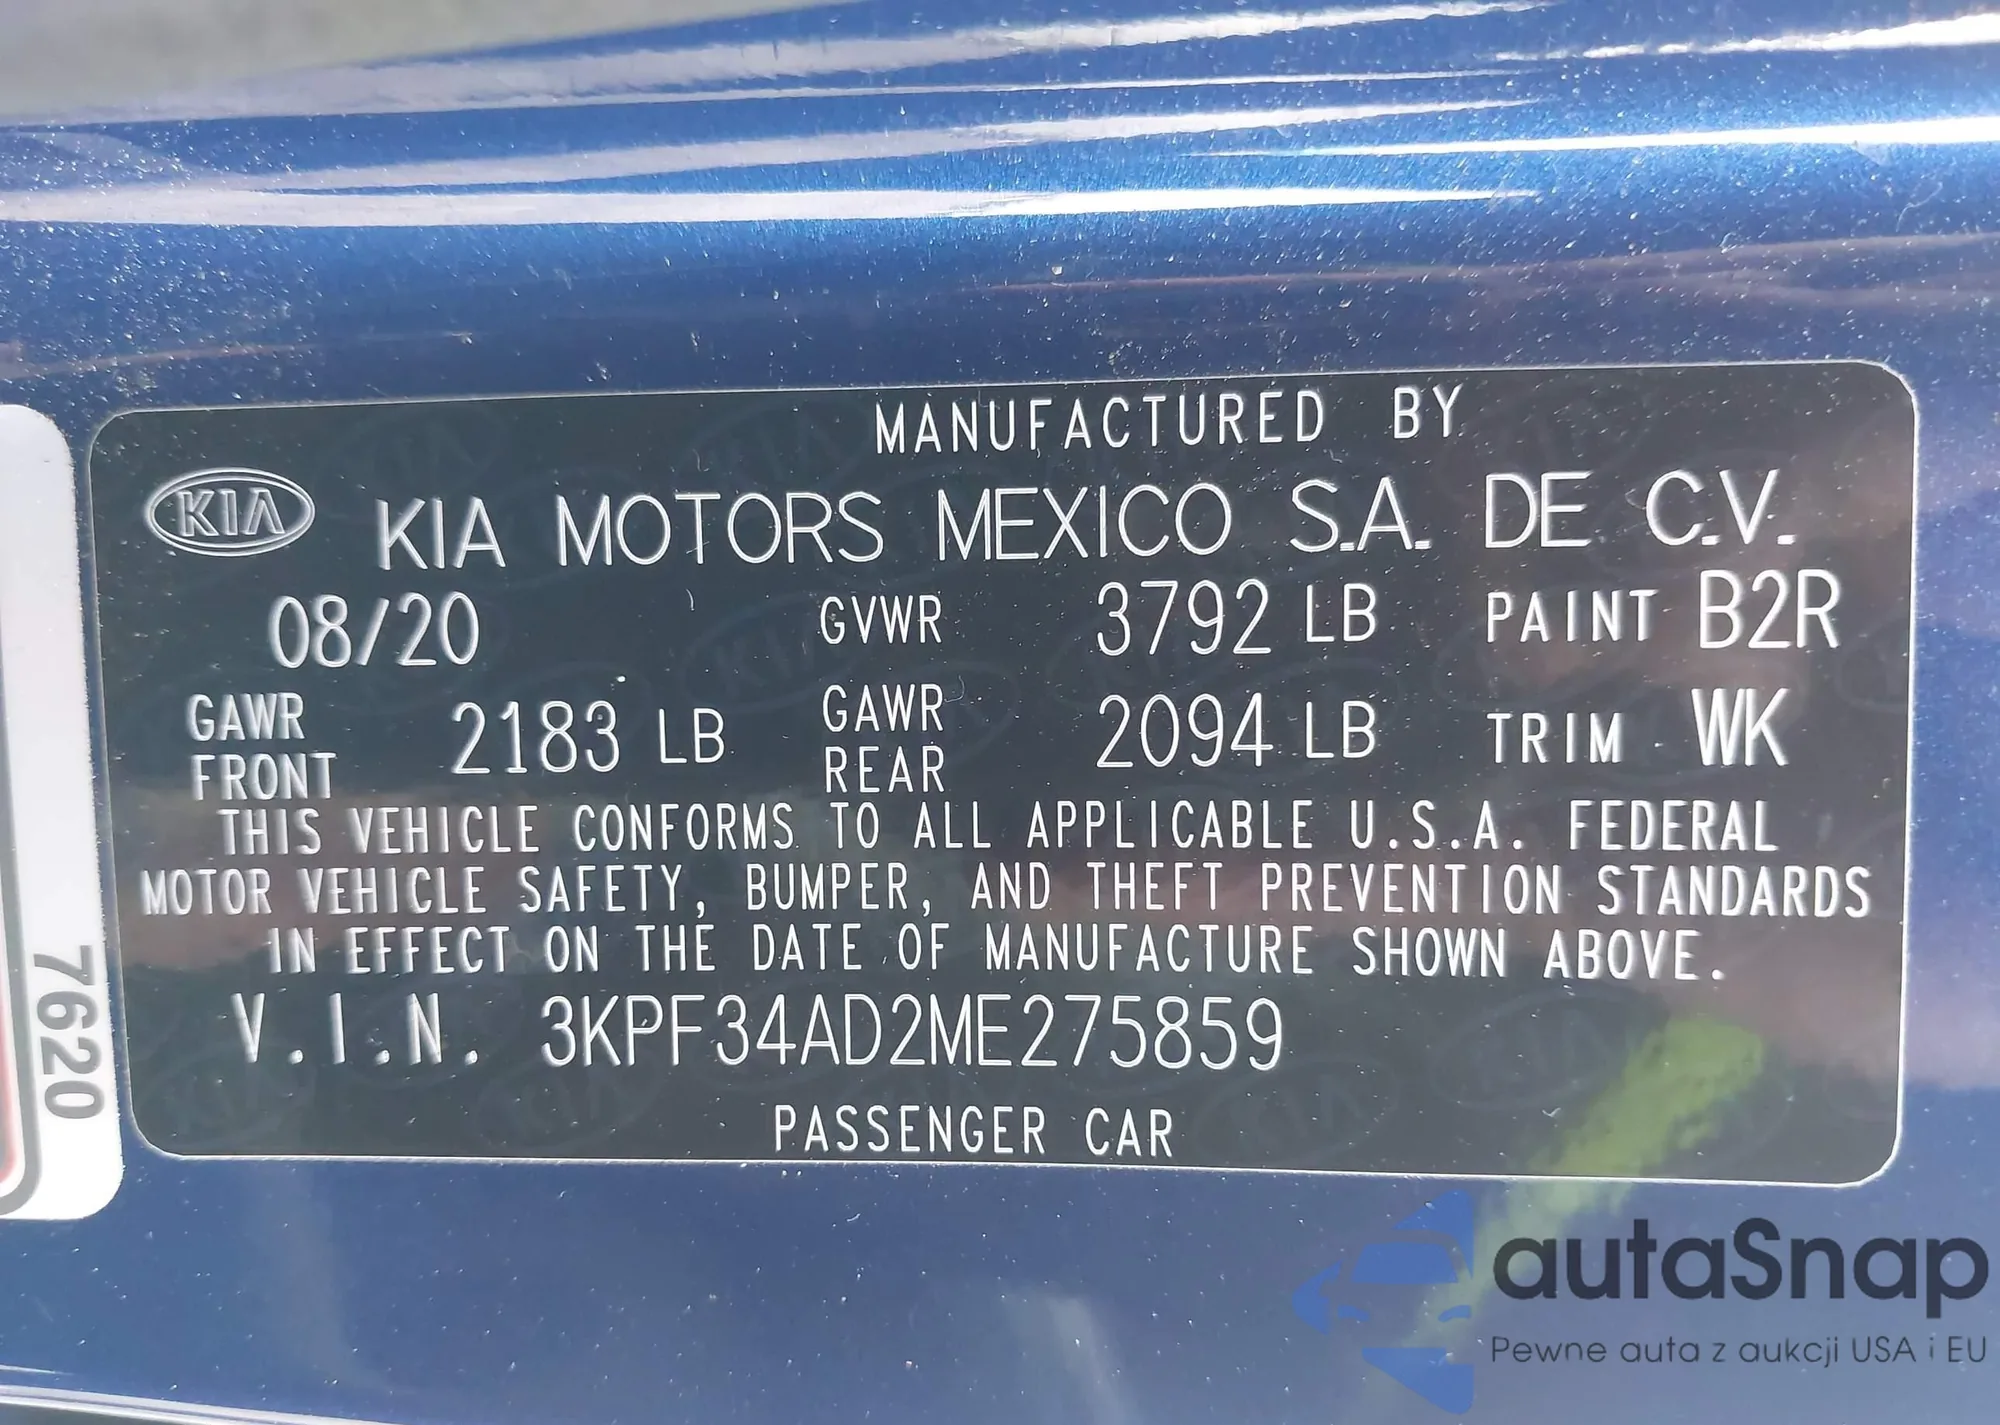 MANUFACTURED BY
KIA KIA MOTORS MEXICO S.A. DE C.V.
08/20 GVWR 3792 LB PAINT B2R
GAWR FRONT 2183 LB GAWR REAR 2094 LB TRIM WK
THIS VEHICLE CONFORMS TO ALL APPLICABLE U.S.A. FEDERAL
MOTOR VEHICLE SAFETY, BUMPER, AND THEFT PREVENTION STANDARDS
IN EFFECT ON THE DATE OF MANUFACTURE SHOWN ABOVE.
V.I.N. 3KPF34AD2ME275859
PASSENGER CAR
7620
autaSnap
Pewne auta z aukcji USA i EU